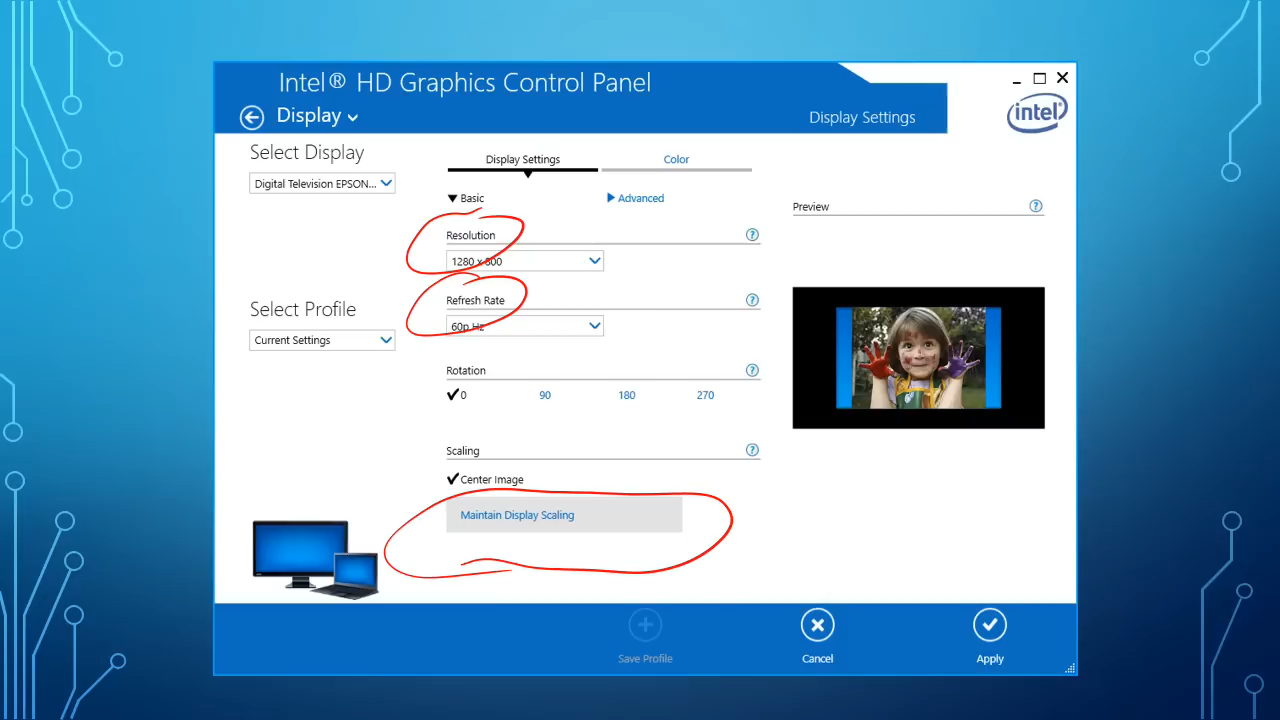 Intel® HD Graphics Control Panel
Display
Display Settings
intel
Select Display
Digital Television EPSON...
Select Profile
Current Settings
Display Settings
Color
Basic
Advanced
Resolution
1280 x 800
Refresh Rate
60p Hz
Rotation
0 90 180 270
Scaling
Center Image
Maintain Display Scaling
Preview
Save Profile
Cancel
Apply